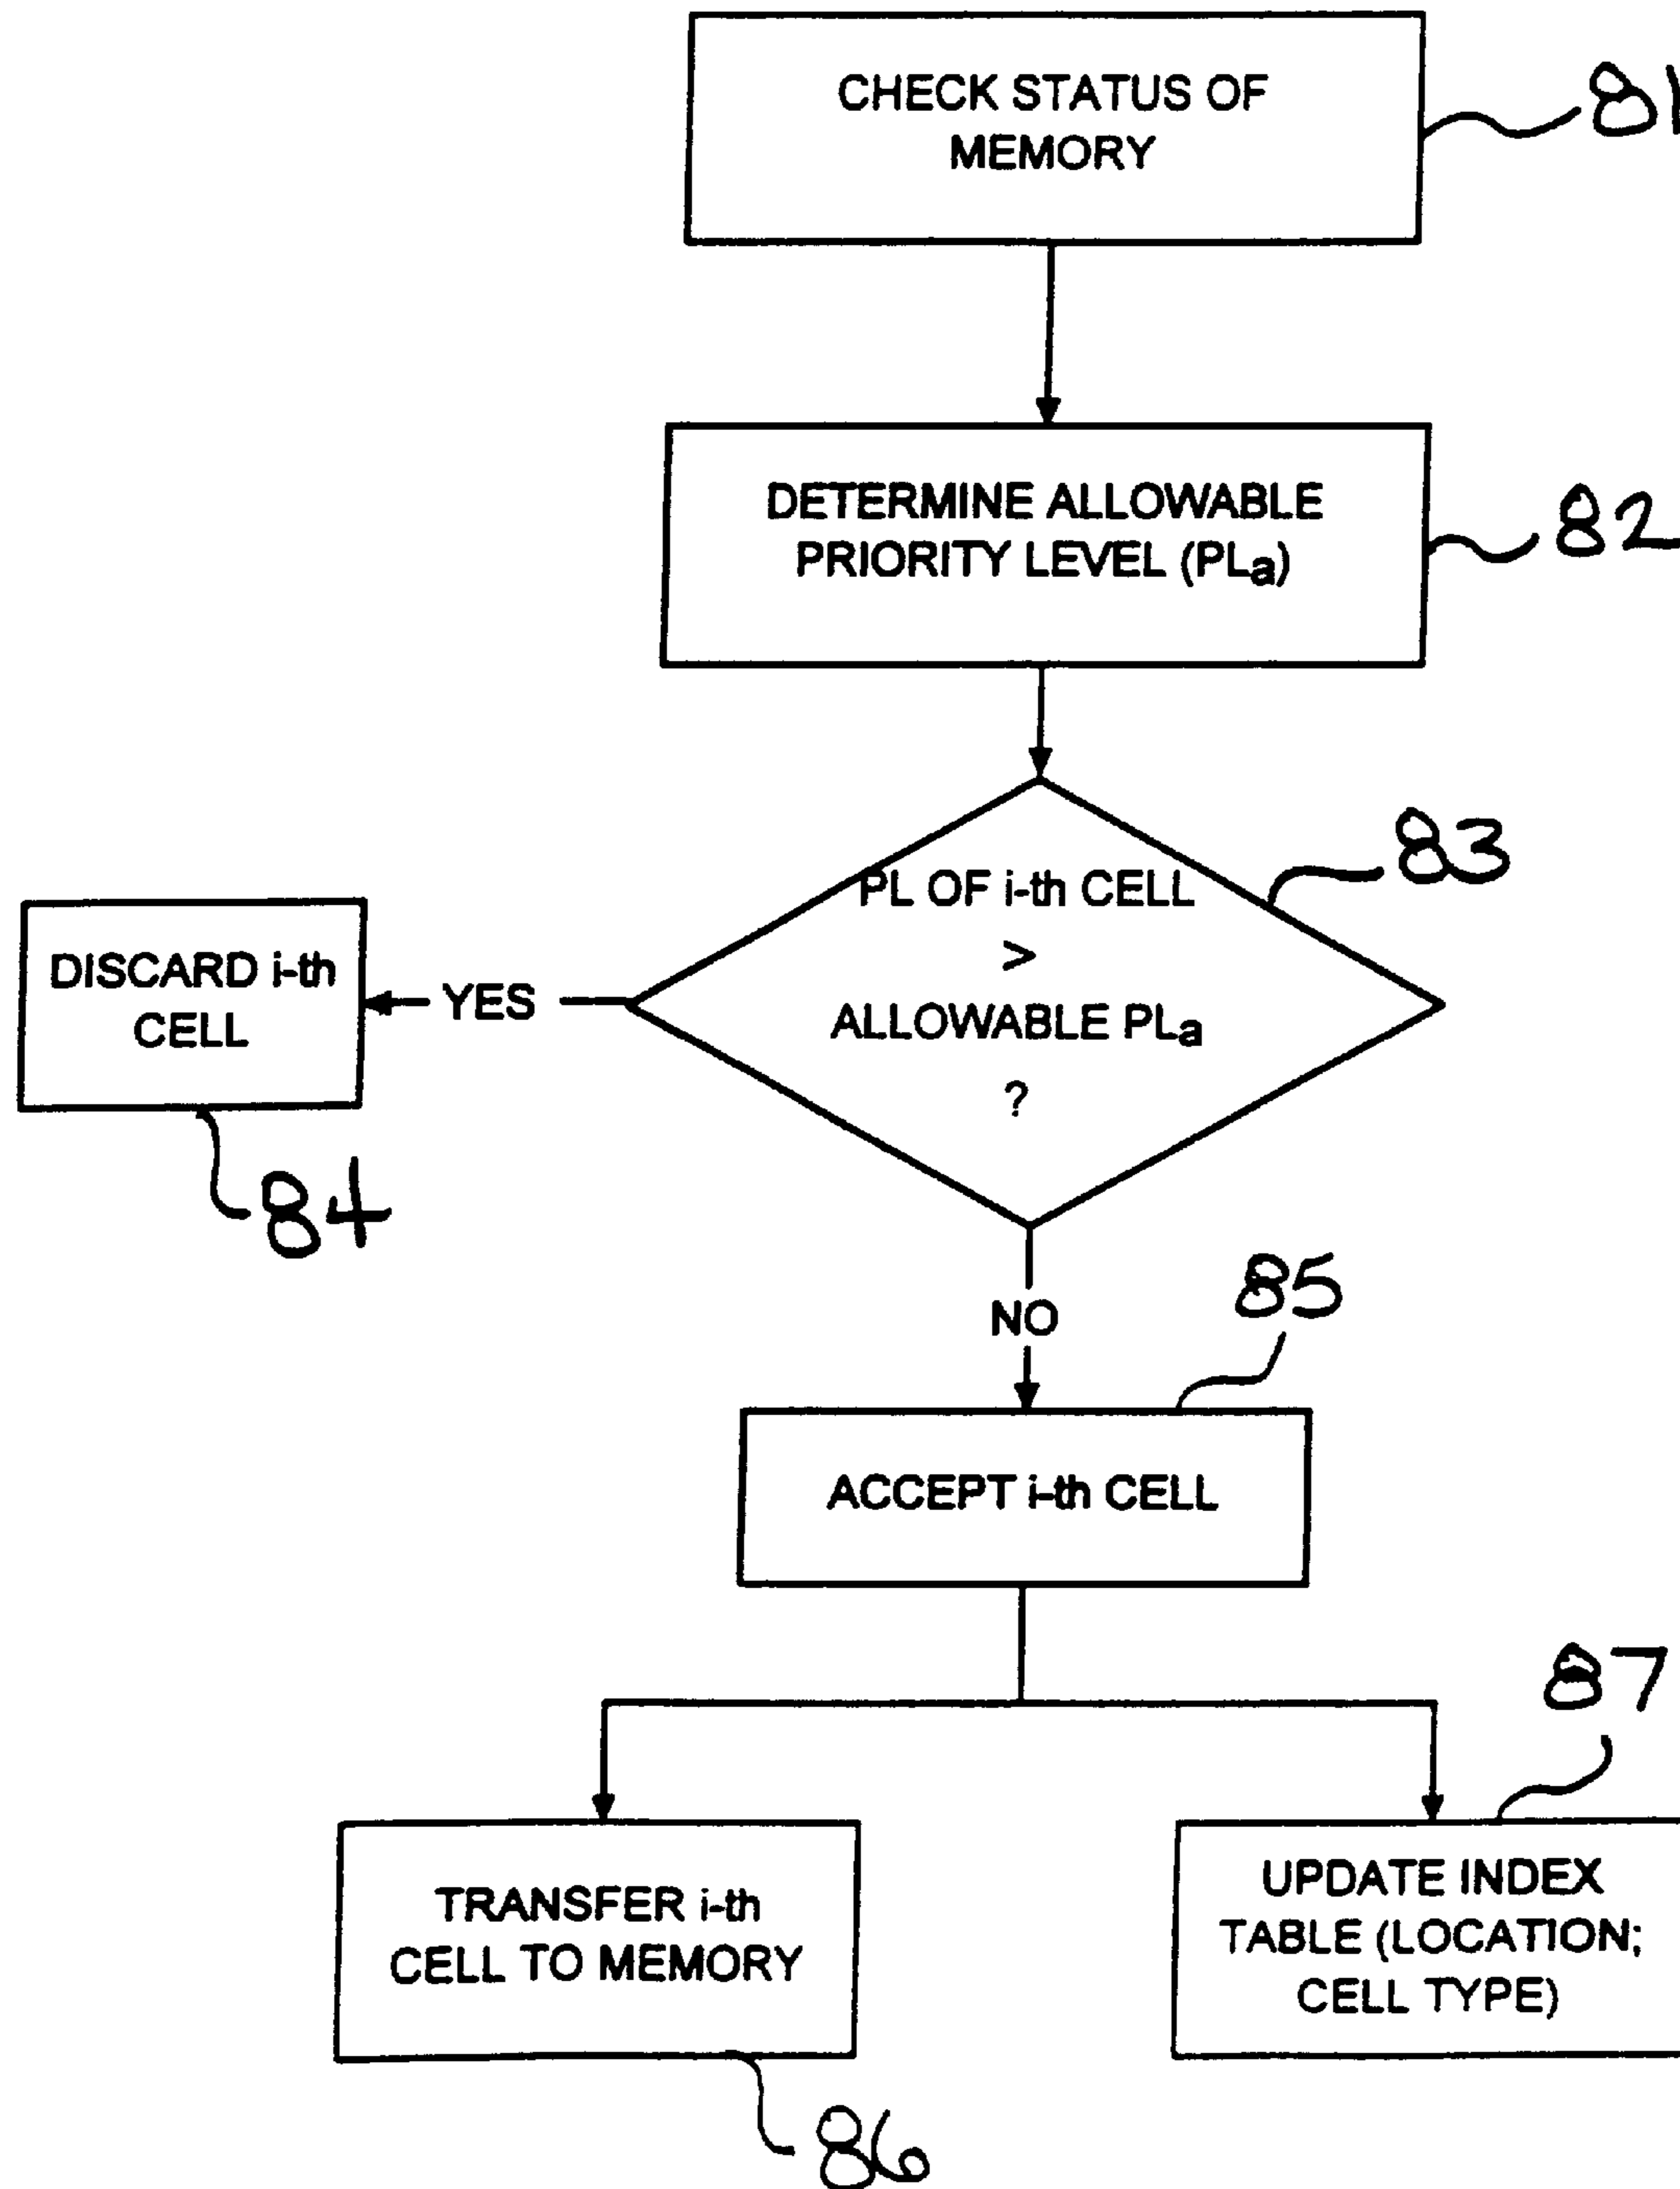 CHECK STATUS OF
MEMORY
81
DETERMINE ALLOWABLE
PRIORITY LEVEL (PLa)
82
PL OF i-th CELL
>
ALLOWABLE PLa
?
83
YES
DISCARD i-th
CELL
84
NO
85
ACCEPT i-th CELL
87
TRANSFER i-th
CELL TO MEMORY
86
UPDATE INDEX
TABLE (LOCATION;
CELL TYPE)